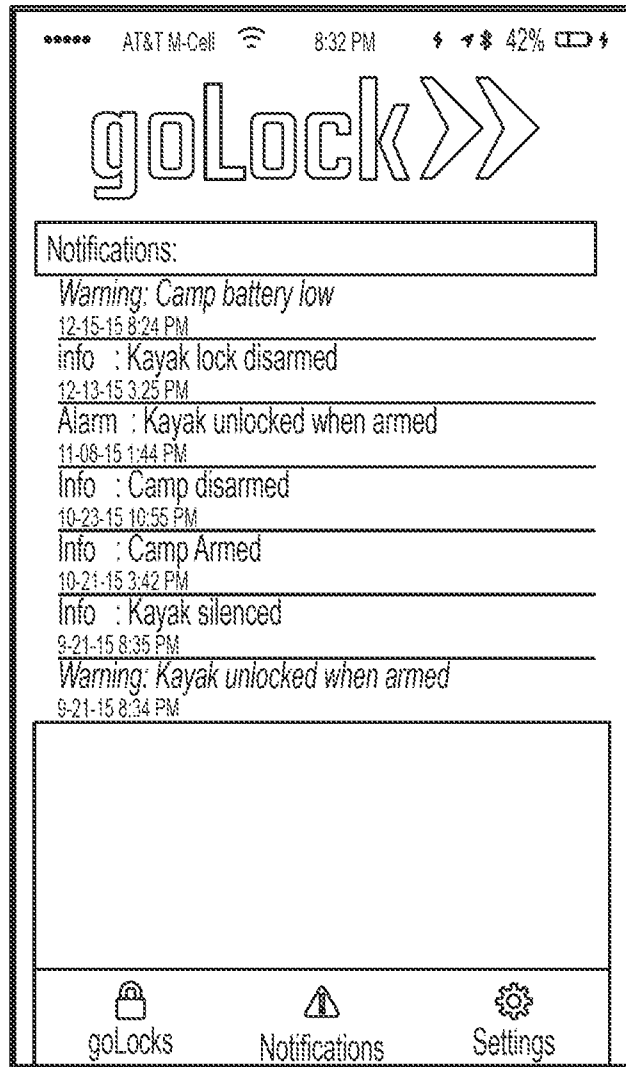 AT&T M-Cell 8:32 PM 42%
goLock
Notifications:
Warning: Camp battery low
12-15-15 8:24 PM
info : Kayak lock disarmed
12-13-15 3:25 PM
Alarm : Kayak unlocked when armed
11-08-15 1:44 PM
Info : Camp disarmed
10-23-15 10:55 PM
Info : Camp Armed
10-21-15 3:42 PM
Info : Kayak silenced
9-21-15 8:35 PM
Warning: Kayak unlocked when armed
9-21-15 8:34 PM
goLocks Notifications Settings